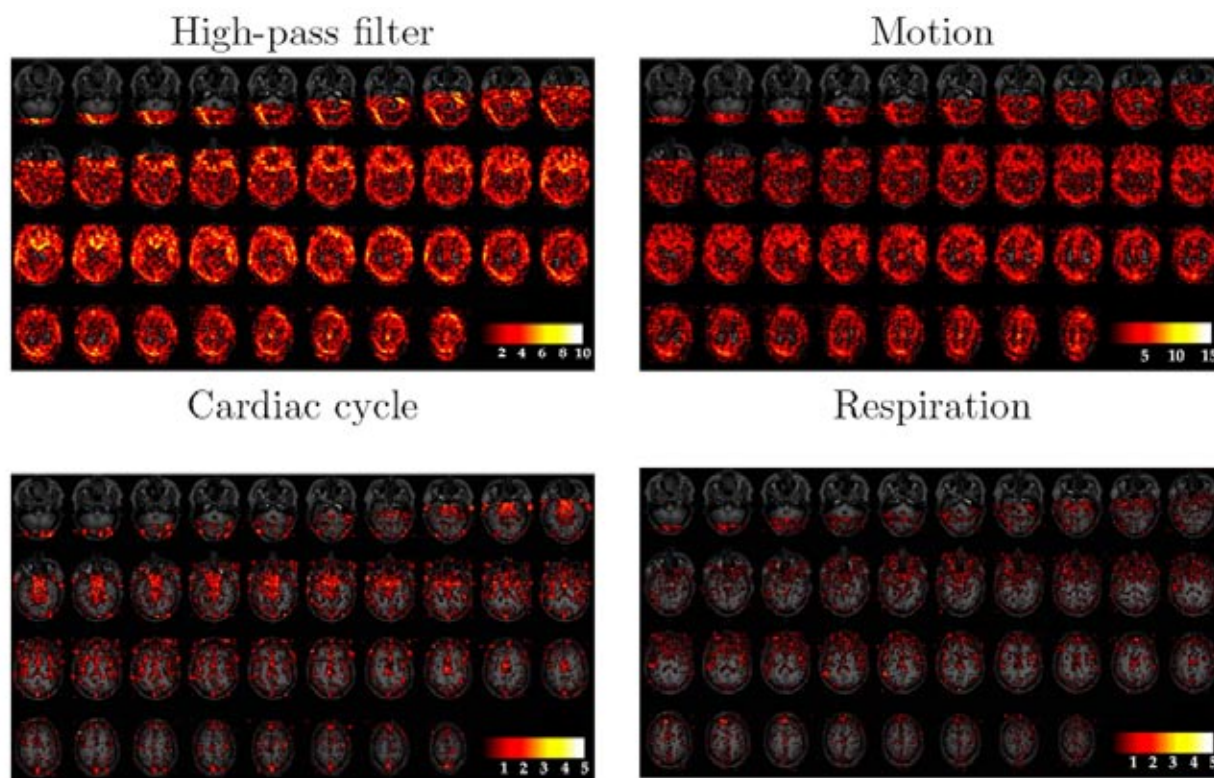 High-pass filter
Motion
2 4 6 8 10
5 10 15
Cardiac cycle
Respiration
1 2 3 4 5
1 2 3 4 5